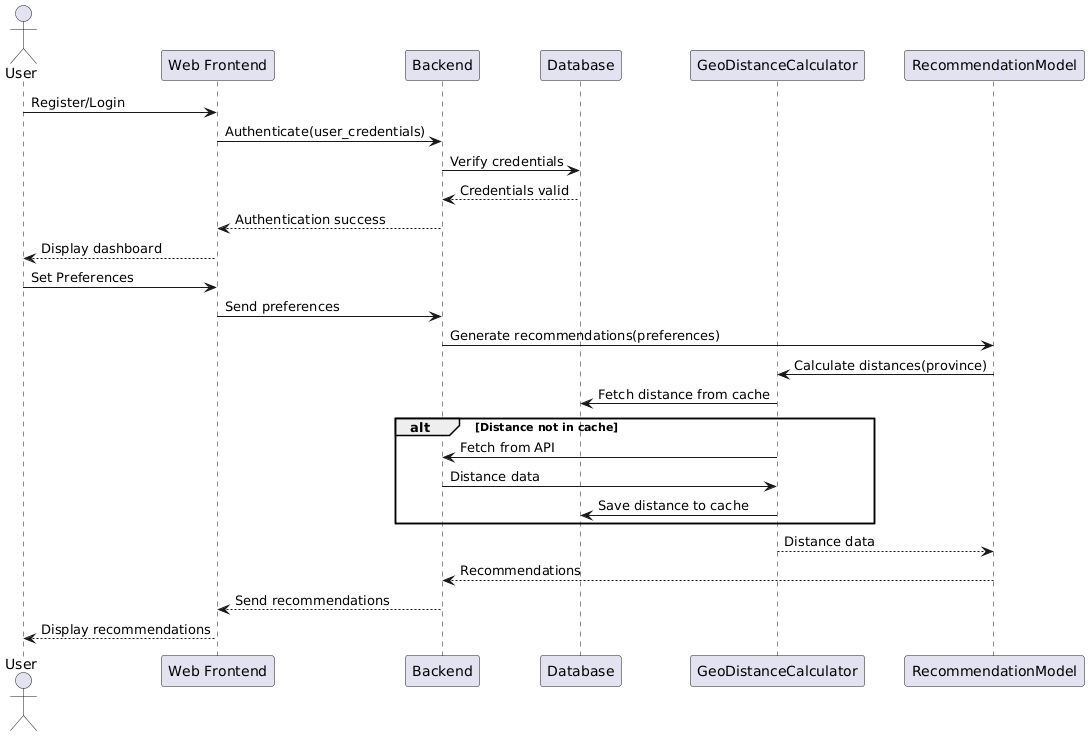 User
Web Frontend
Backend
Database
GeoDistanceCalculator
RecommendationModel
Register/Login
Authenticate(user_credentials)
Verify credentials
Credentials valid
Authentication success
Display dashboard
Set Preferences
Send preferences
Generate recommendations(preferences)
Calculate distances(province)
Fetch distance from cache
alt [Distance not in cache]
Fetch from API
Distance data
Save distance to cache
Distance data
Recommendations
Send recommendations
Display recommendations
User
Web Frontend
Backend
Database
GeoDistanceCalculator
RecommendationModel